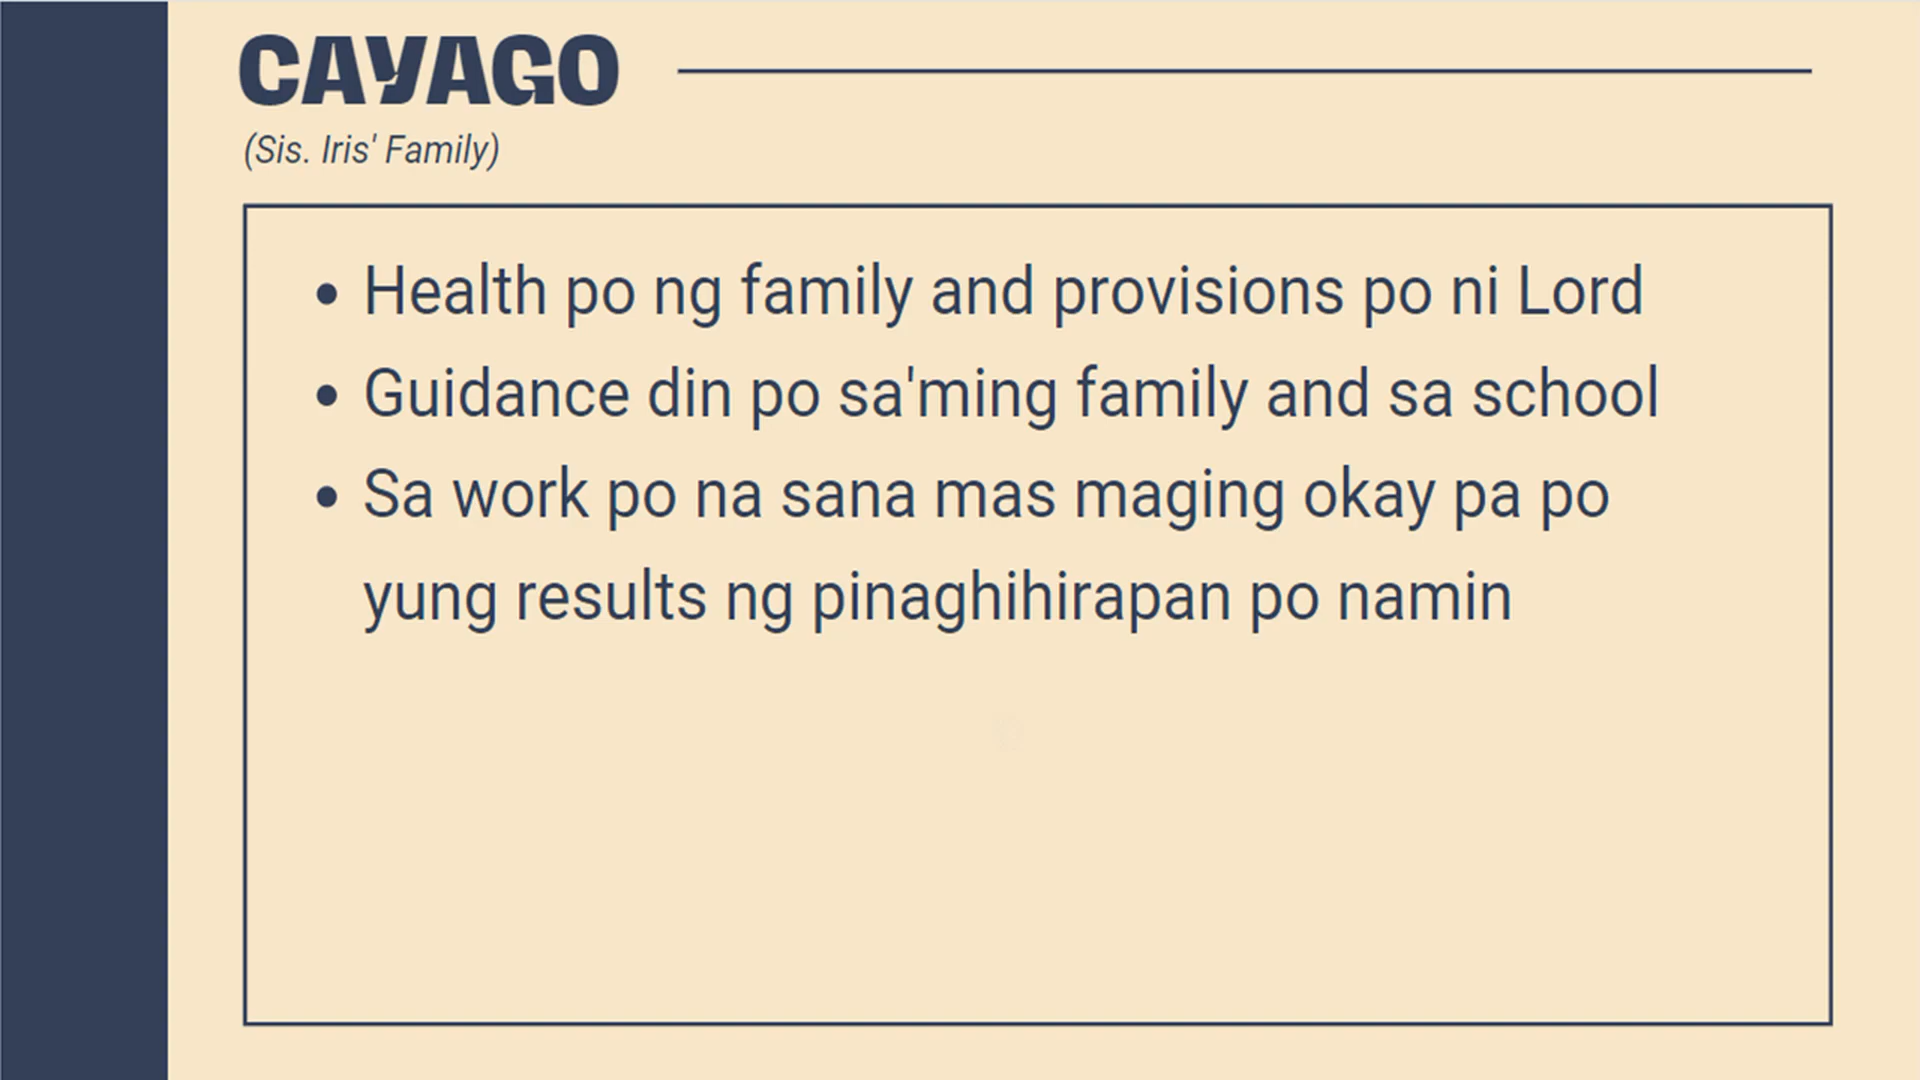 CAYAGO
(Sis. Iris' Family)
• Health po ng family and provisions po ni Lord
• Guidance din po sa'ming family and sa school
• Sa work po na sana mas maging okay pa po
yung results ng pinaghihirapan po namin